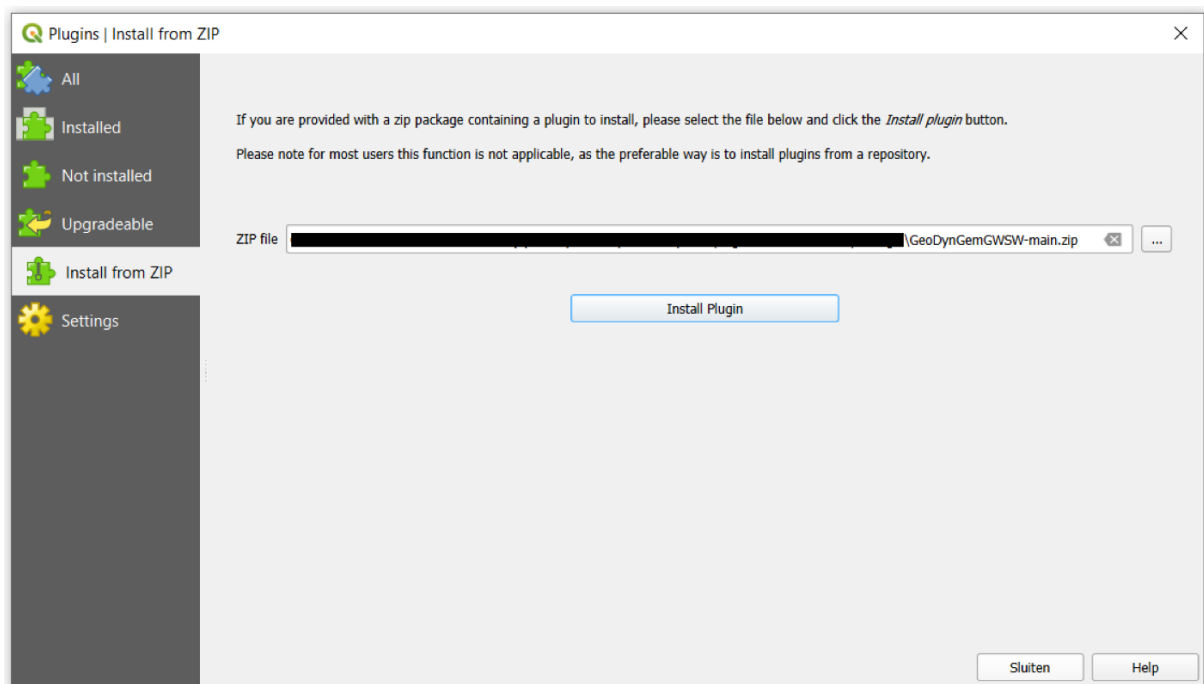 Plugins | Install from ZIP
All
Installed
Not installed
Upgradeable
Install from ZIP
Settings
If you are provided with a zip package containing a plugin to install, please select the file below and click the Install plugin button.
Please note for most users this function is not applicable, as the preferable way is to install plugins from a repository.
ZIP file \GeoDynGemGWSW-main.zip ...
Install Plugin
Sluiten Help